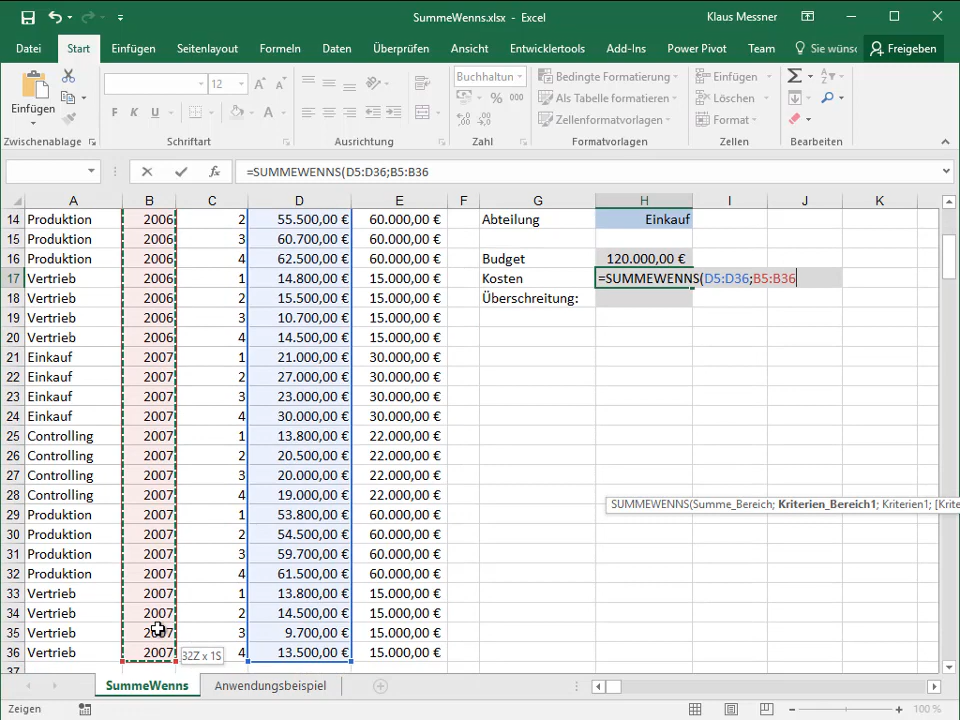 SummeWenns.xlsx - Excel
Klaus Messner
Datei Start Einfügen Seitenlayout Formeln Daten Überprüfen Ansicht Entwicklertools Add-Ins Power Pivot Team Sie wüns Freigeben
Einfügen
12
F K U
Buchhaltun
% 000
Bedingte Formatierung
Als Tabelle formatieren
Zellenformatvorlagen
Einfügen
Löschen
Format
Zwischenablage Schriftart Ausrichtung Zahl Formatvorlagen Zellen Bearbeiten
=SUMMEWENNS(D5:D36;B5:B36
A B C D E F G H I J K
14 Produktion 2006 2 55.500,00 € 60.000,00 € Abteilung Einkauf
15 Produktion 2006 3 60.700,00 € 60.000,00 €
16 Produktion 2006 4 62.500,00 € 60.000,00 € Budget 120.000,00 €
17 Vertrieb 2006 1 14.800,00 € 15.000,00 € Kosten =SUMMEWENNS(D5:D36;B5:B36
18 Vertrieb 2006 2 15.500,00 € 15.000,00 € Überschreitung:
19 Vertrieb 2006 3 10.700,00 € 15.000,00 €
20 Vertrieb 2006 4 14.500,00 € 15.000,00 €
21 Einkauf 2007 1 21.000,00 € 30.000,00 €
22 Einkauf 2007 2 27.000,00 € 30.000,00 €
23 Einkauf 2007 3 23.000,00 € 30.000,00 €
24 Einkauf 2007 4 30.000,00 € 30.000,00 €
25 Controlling 2007 1 13.800,00 € 22.000,00 €
26 Controlling 2007 2 20.500,00 € 22.000,00 €
27 Controlling 2007 3 20.000,00 € 22.000,00 €
28 Controlling 2007 4 19.000,00 € 22.000,00 €
SUMMEWENNS(Summe_Bereich; Kriterien_Bereich1; Kriterien1; [Krite
29 Produktion 2007 1 53.800,00 € 60.000,00 €
30 Produktion 2007 2 54.500,00 € 60.000,00 €
31 Produktion 2007 3 59.700,00 € 60.000,00 €
32 Produktion 2007 4 61.500,00 € 60.000,00 €
33 Vertrieb 2007 1 13.800,00 € 15.000,00 €
34 Vertrieb 2007 2 14.500,00 € 15.000,00 €
35 Vertrieb 2007 3 9.700,00 € 15.000,00 €
36 Vertrieb 2007 4 13.500,00 € 15.000,00 €
32Z x 1S
SummeWenns Anwendungsbeispiel
Zeigen 100 %